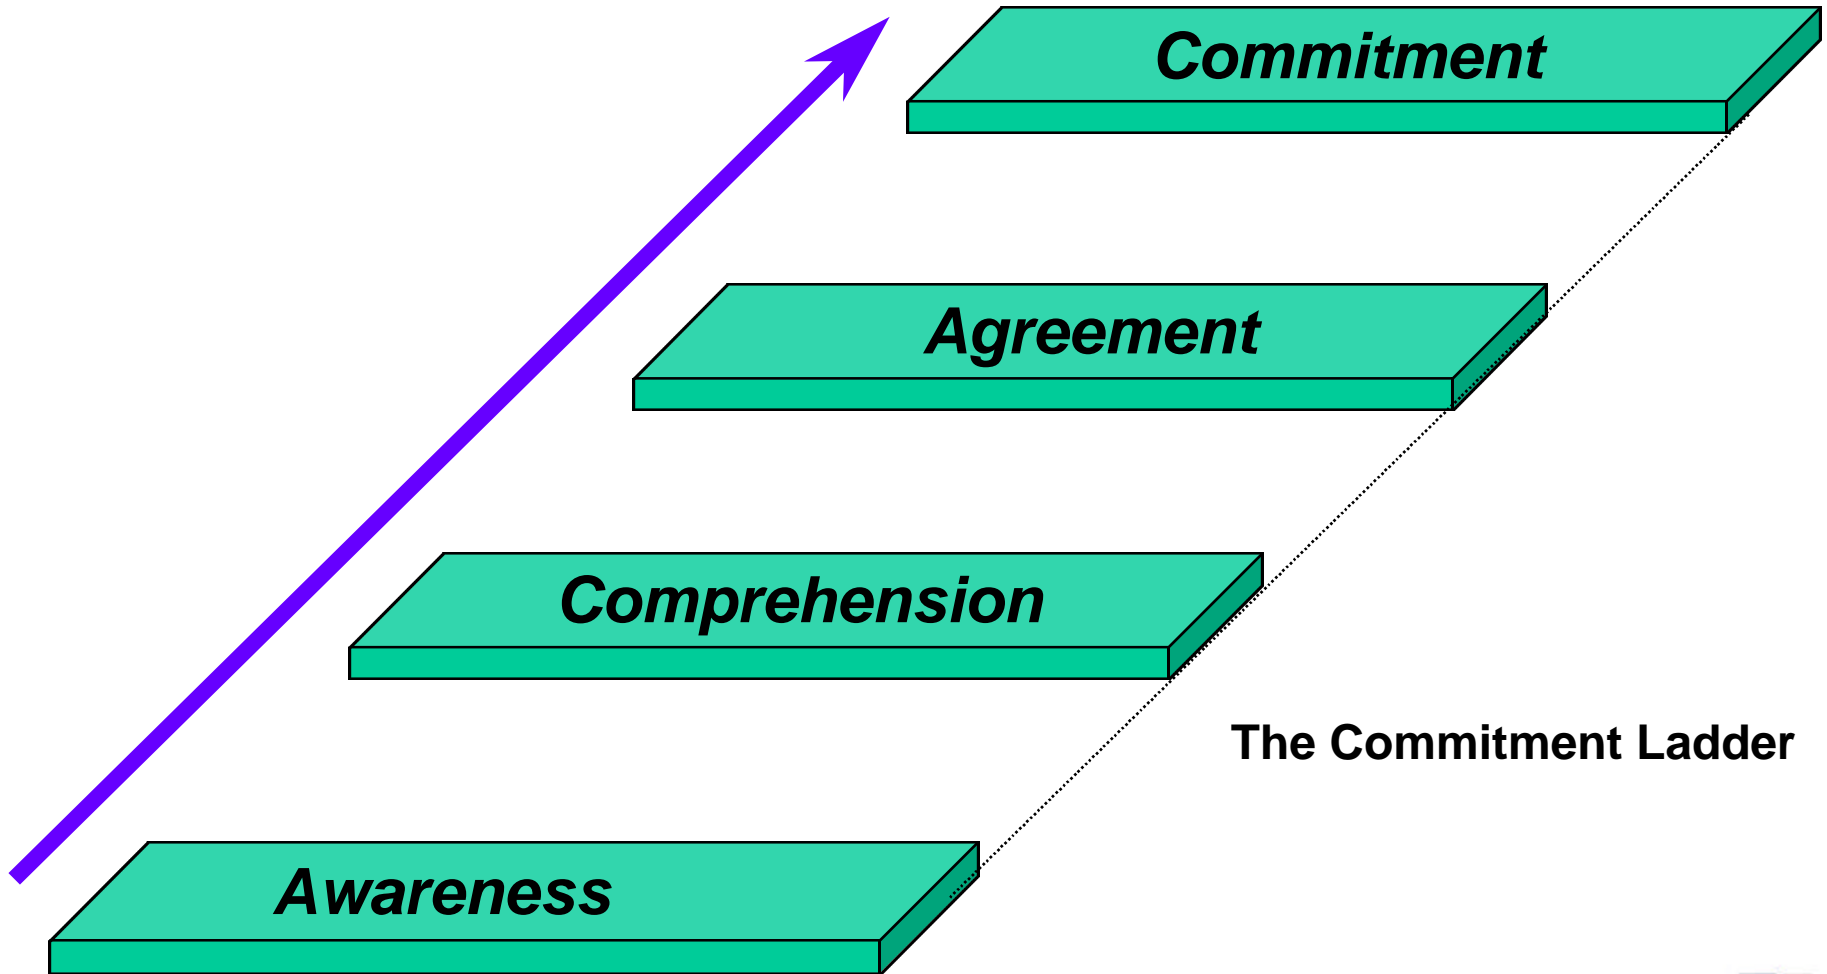 Commitment
Agreement
Comprehension
The Commitment Ladder
Awareness